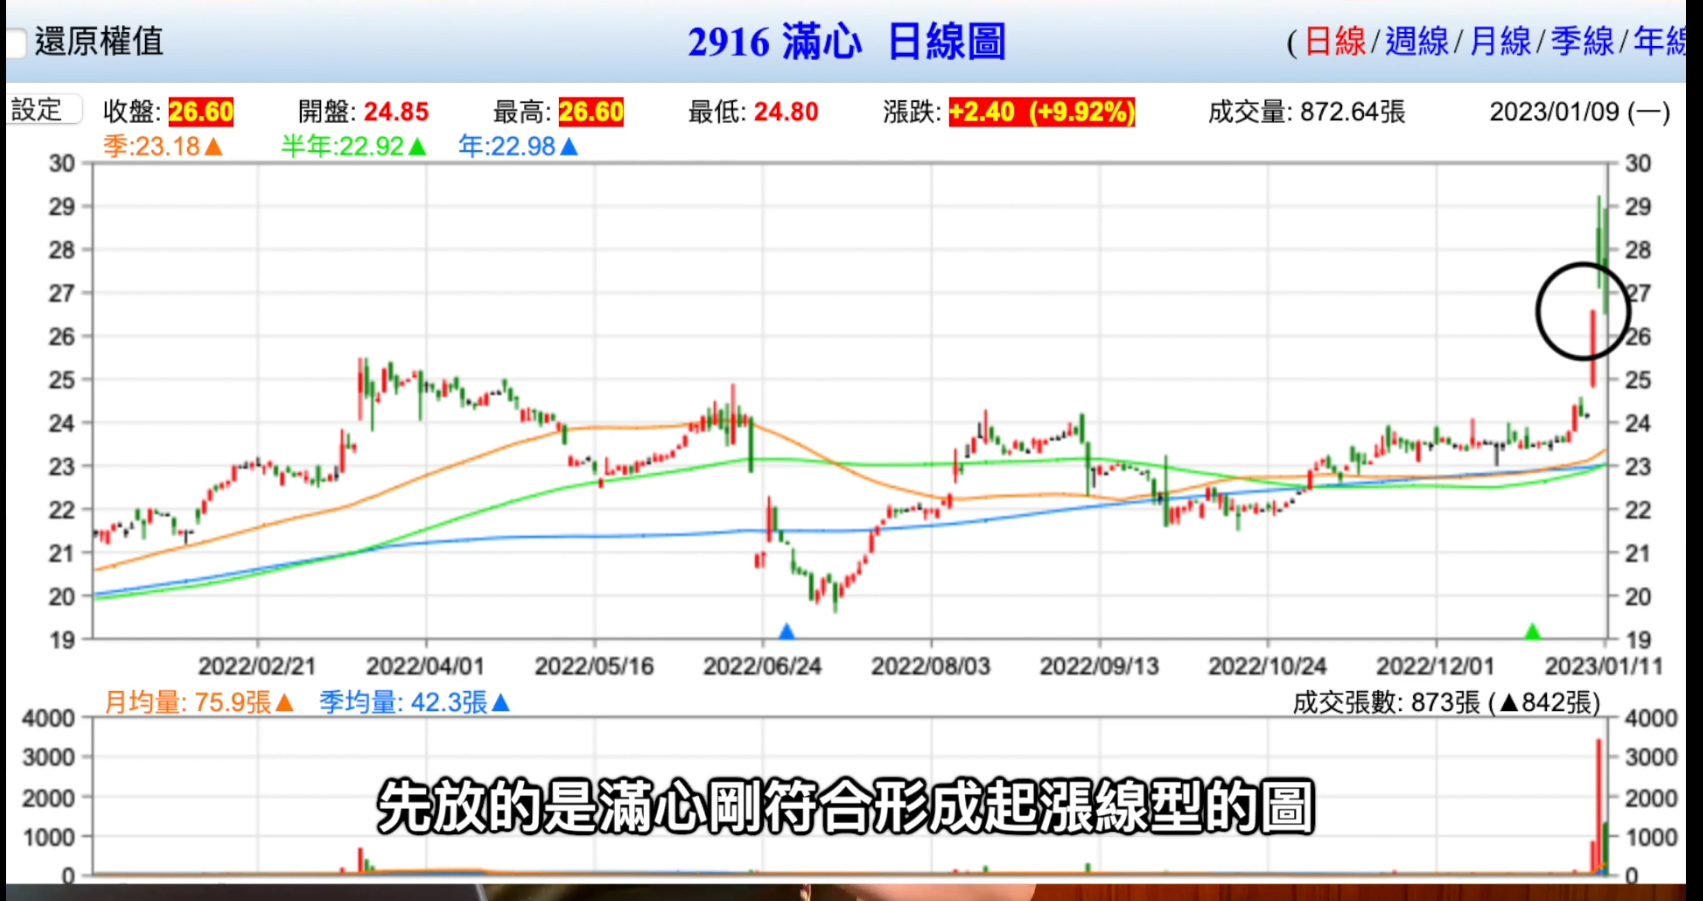 還原權值
2916 滿心 日線圖
(日線/週線/月線/季線/年線
設定 收盤: 26.60 開盤: 24.85 最高: 26.60 最低: 24.80 漲跌: +2.40 (+9.92%) 成交量: 872.64張 2023/01/09 (一)
季:23.18▲ 半年:22.92▲ 年:22.98▲
30 30
29 29
28 28
27 27
26 26
25 25
24 24
23 23
22 22
21 21
20 20
19 19
2022/02/21 2022/04/01 2022/05/16 2022/06/24 2022/08/03 2022/09/13 2022/10/24 2022/12/01 2023/01/11
月均量: 75.9張▲ 季均量: 42.3張▲ 成交張數: 873張 (▲842張)
4000 4000
3000 3000
2000 2000
1000 1000
0 0
先放的是滿心剛符合形成起漲線型的圖